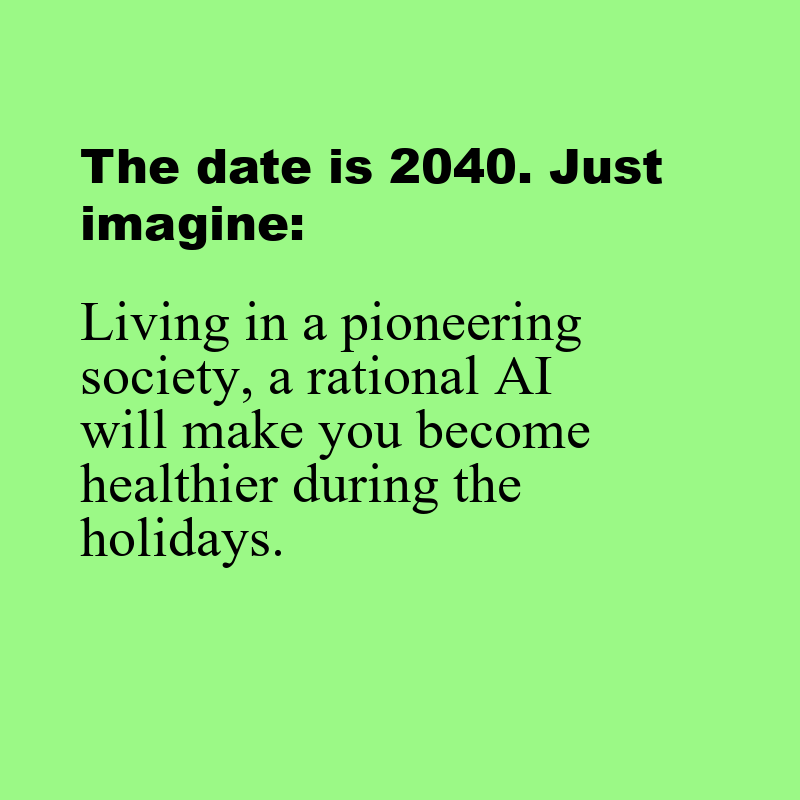 The date is 2040. Just
imagine:
Living in a pioneering
society, a rational AI
will make you become
healthier during the
holidays.